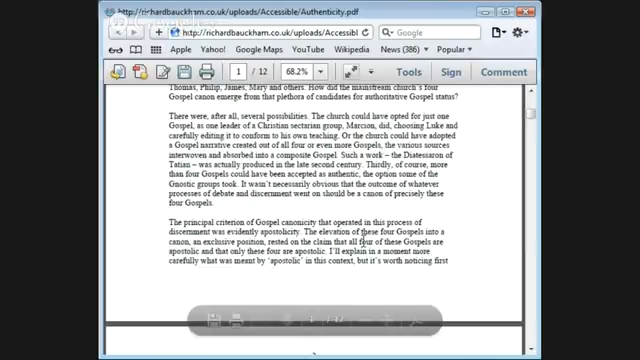 http://richardbauckham.co.uk/uploads/Accessible/Authenticity.pdf
http://richardbauckham.co.uk/uploads/Accessibl
Google
Apple
Yahoo!
Google Maps
YouTube
Wikipedia
News (386)
Popular
1 / 12
68.2%
Tools
Sign
Comment
Thomas, Philip, James, Mary and others. How did the mainstream church's four
Gospel canon emerge from that plethora of candidates for authoritative Gospel status?
There were, after all, several possibilities. The church could have opted for just one
Gospel, as one leader of a Christian sectarian group, Marcion, did, choosing Luke and
carefully editing it to conform to his own teaching. Or the church could have adopted
a Gospel narrative created out of all four or even more Gospels, the various sources
interwoven and absorbed into a composite Gospel. Such a work – the Diatessaron of
Tatian – was actually produced in the late second century. Thirdly, of course, more
than four Gospels could have been accepted as authentic, the option some of the
Gnostic groups took. It wasn't necessarily obvious that the outcome of whatever
processes of debate and discernment went on should be a canon of precisely these
four Gospels.
The principal criterion of Gospel canonicity that operated in this process of
discernment was evidently apostolicity. The elevation of these four Gospels into a
canon, an exclusive position, rested on the claim that all four of these Gospels are
apostolic and that only these four are apostolic. I'll explain in a moment more
carefully what was meant by 'apostolic' in this context, but it's worth noticing first
1 / 12